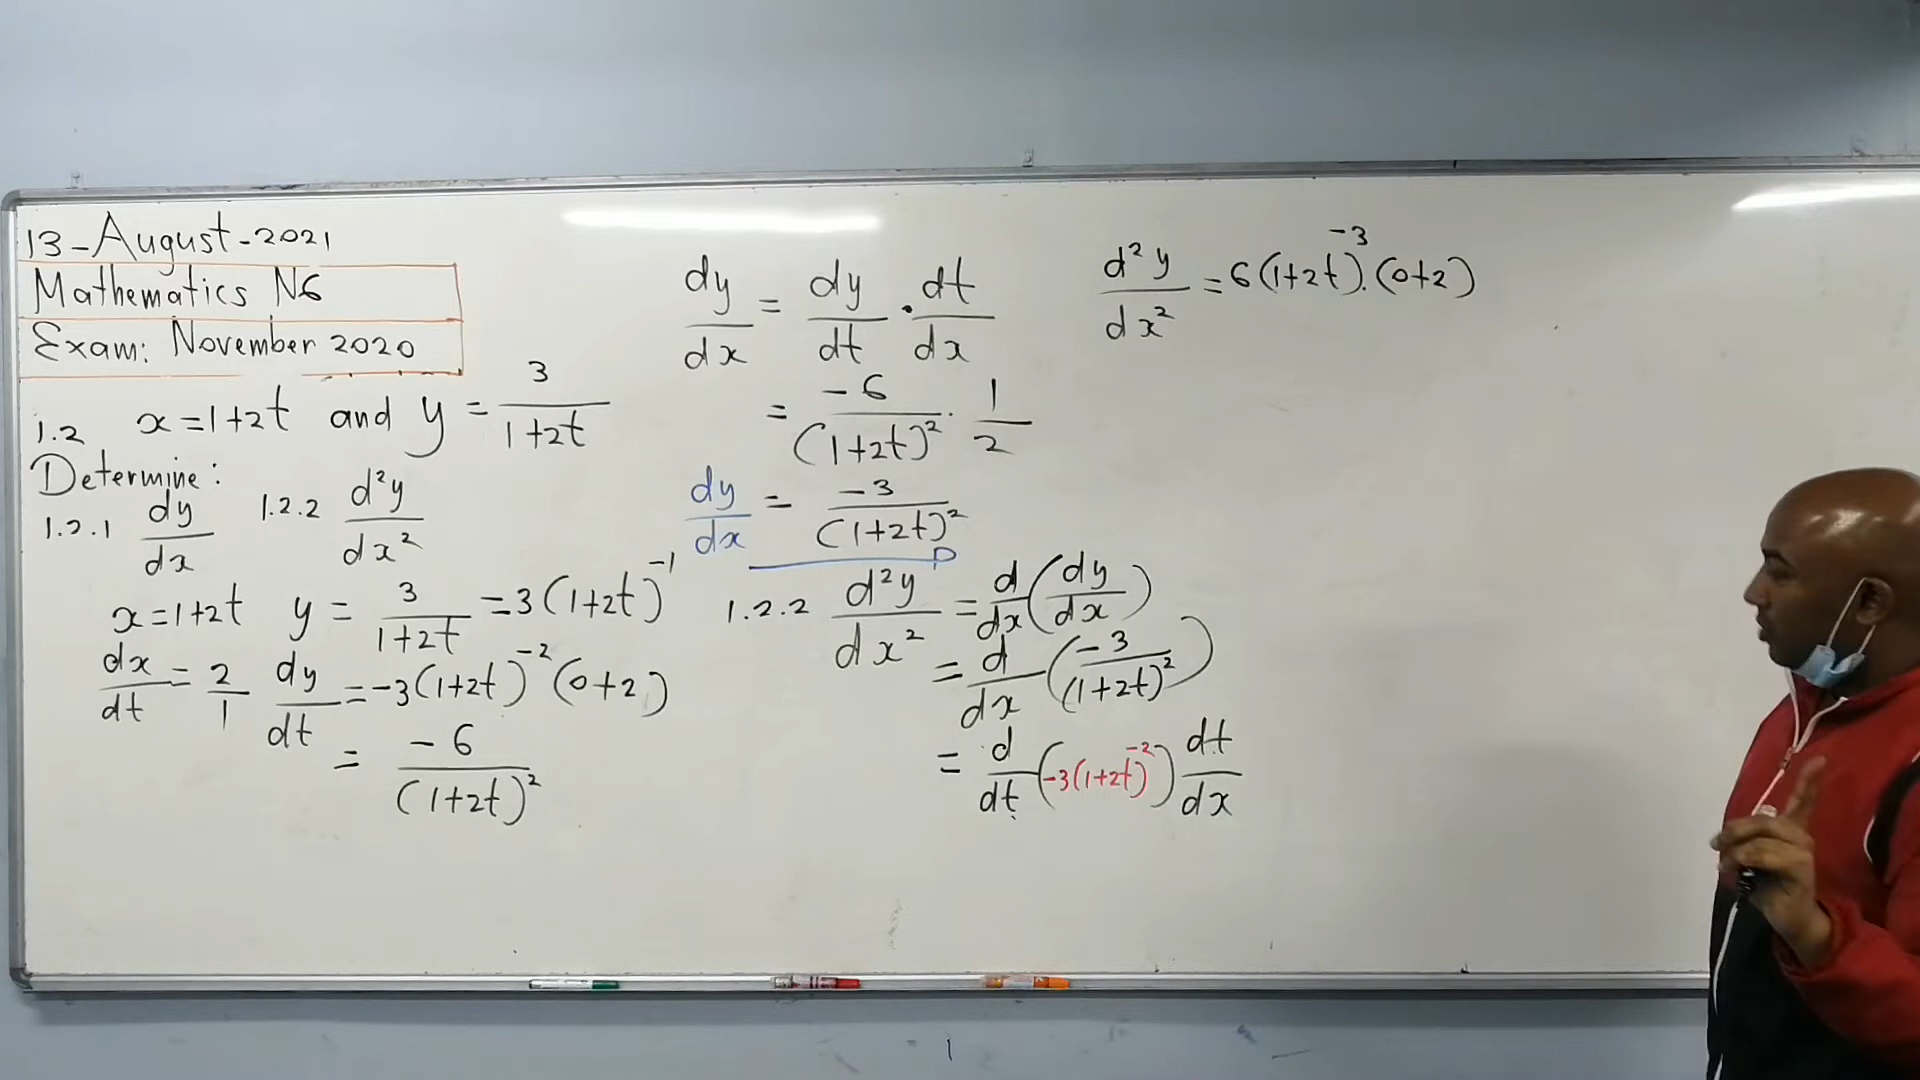 13-August-2021
Mathematics N6
Exam: November 2020
1.2 x=1+2t and y = 3/(1+2t)
Determine:
1.2.1 dy/dx 1.2.2 d²y/dx²
x=1+2t y = 3/(1+2t) =3(1+2t)⁻¹
dx/dt = 2/1 dy/dt =-3(1+2t)⁻²(0+2)
= -6/(1+2t)²
dy/dx = dy/dt · dt/dx
= -6/(1+2t)² · 1/2
dy/dx = -3/(1+2t)²
1.2.2 d²y/dx² = d/dx (dy/dx)
= d/dx (-3/(1+2t)²)
= d/dt (-3(1+2t)⁻²) dt/dx
d²y/dx² = 6(1+2t)⁻³.(0+2)